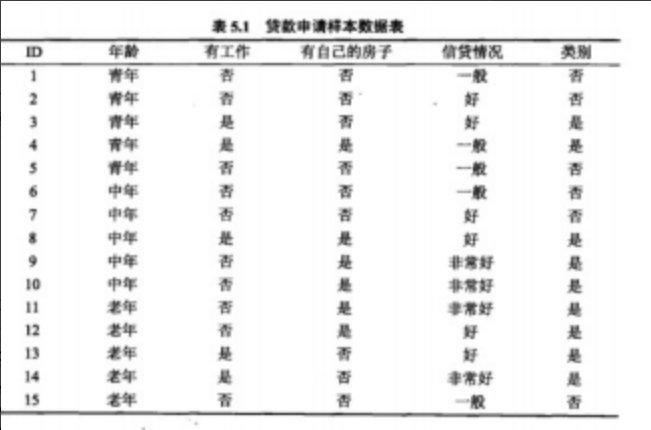 表 5.1 贷款申请样本数据表
ID 年龄 有工作 有自己的房子 信贷情况 类别
1 青年 否 否 一般 否
2 青年 否 否 好 否
3 青年 是 否 好 是
4 青年 是 是 一般 是
5 青年 否 否 一般 否
6 中年 否 否 一般 否
7 中年 否 否 好 否
8 中年 是 是 好 是
9 中年 否 是 非常好 是
10 中年 否 是 非常好 是
11 老年 否 是 非常好 是
12 老年 否 是 好 是
13 老年 是 否 好 是
14 老年 是 否 非常好 是
15 老年 否 否 一般 否